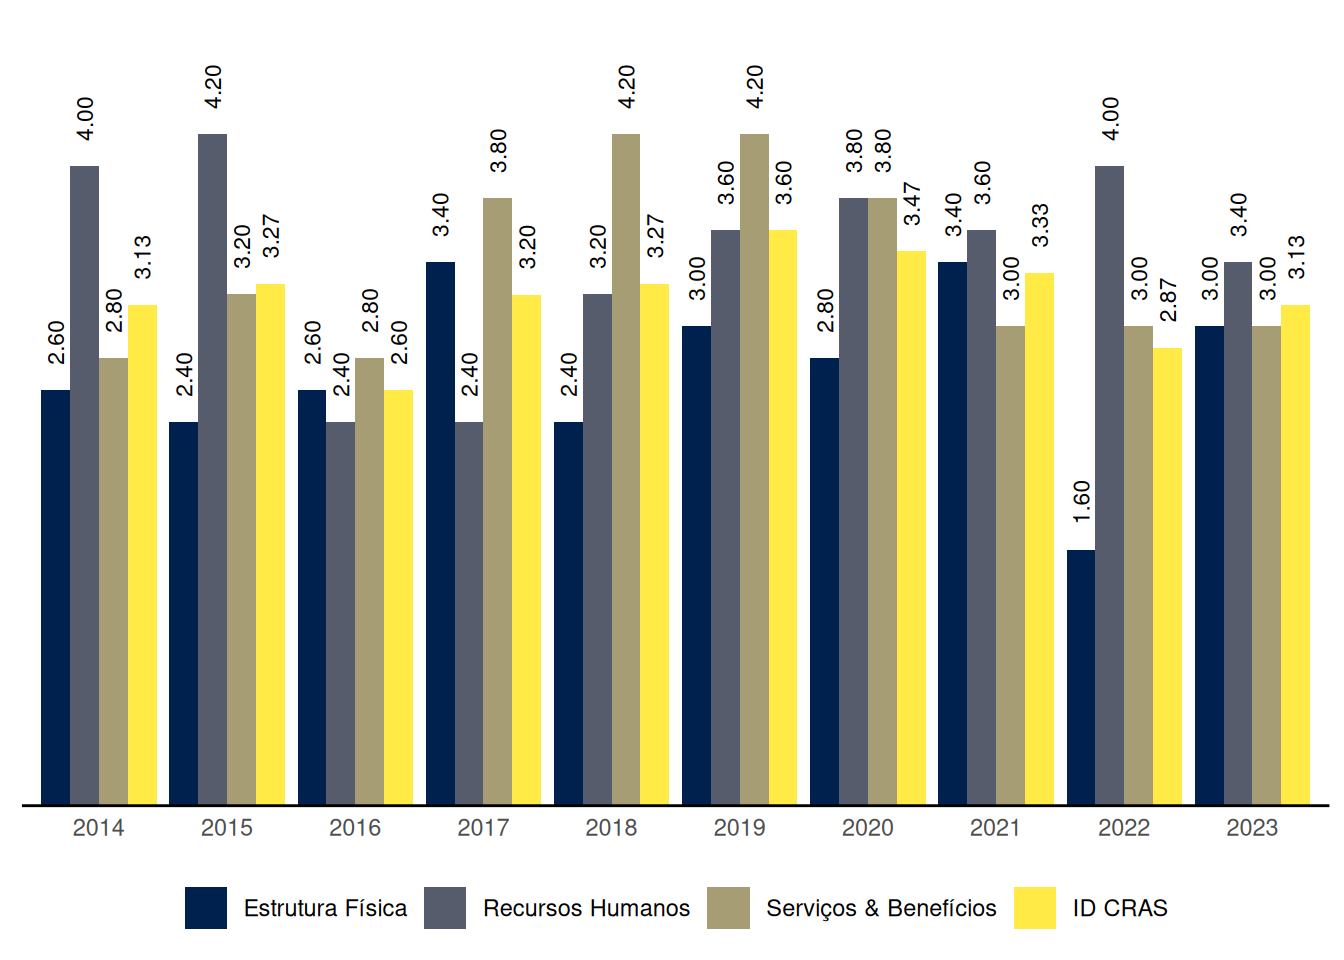 2.60 4.00 2.80 3.13
2.40 4.20 3.20 3.27
2.60 2.40 2.80 2.60
3.40 2.40 3.80 3.20
2.40 3.20 4.20 3.27
3.00 3.60 4.20 3.60
2.80 3.80 3.80 3.47
3.40 3.60 3.00 3.33
1.60 4.00 3.00 2.87
3.00 3.40 3.00 3.13
2014 2015 2016 2017 2018 2019 2020 2021 2022 2023
Estrutura Física Recursos Humanos Serviços & Benefícios ID CRAS